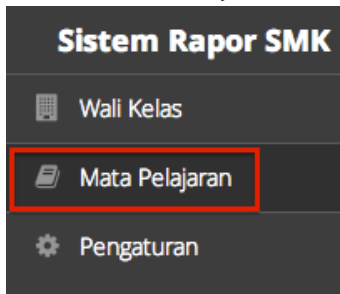 Sistem Rapor SMK
Wali Kelas
Mata Pelajaran
Pengaturan